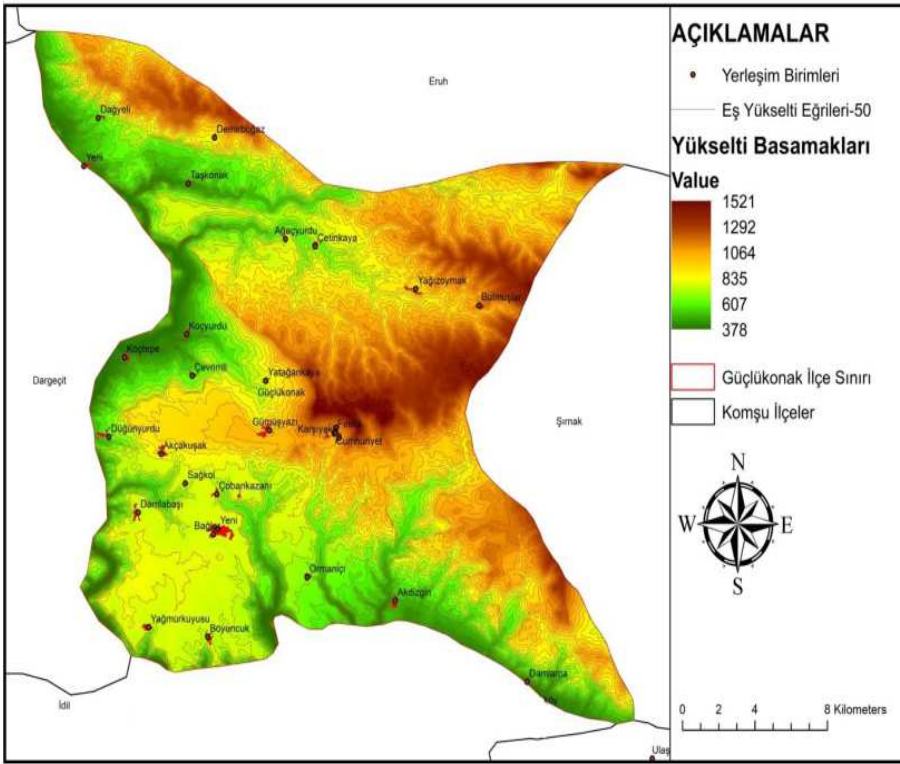 AÇIKLAMALAR
Yerleşim Birimleri
Eş Yükselti Eğrileri-50
Yükselti Basamakları
Value
1521
1292
1064
835
607
378
Güçlükonak İlçe Sınırı
Komşu İlçeler
N
W E
S
0 2 4 8 Kilometers
Eruh
Dağyeli
Demirboğaz
Yeni
Taşkonak
Ağaçyurdu
Çetinkaya
Yağızoymak
Bulmuşlar
Koçyurdu
Koçtepe
Dargeçit
Çevrimli
Yatağankaya
Güçlükonak
Şırnak
Gümüşyazı
Fatih
Karşıyaka
Cumhuriyet
Düğünyurdu
Akçakuşak
Sağkol
Çobankazanı
Damlabaşı
Yeni
Ormaniçi
Akdizgin
Yağmurkuyusu
Boyuncuk
Damlarca
İdil
Ulaş